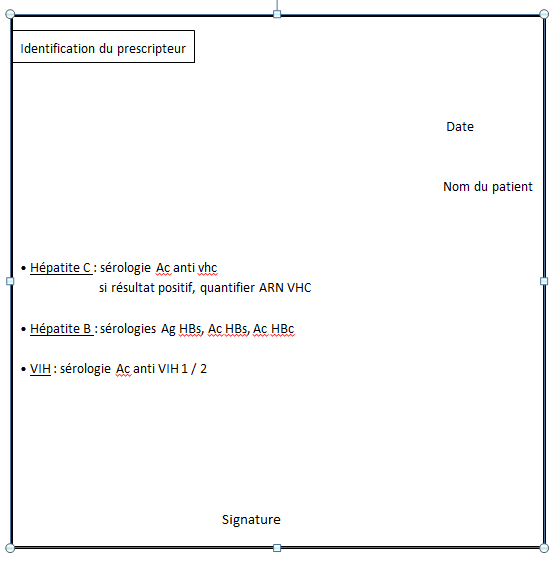 Identification du prescripteur
Date
Nom du patient
• Hépatite C : sérologie Ac anti vhc
si résultat positif, quantifier ARN VHC
• Hépatite B : sérologies Ag HBs, Ac HBs, Ac HBc
• VIH : sérologie Ac anti VIH 1 / 2
Signature